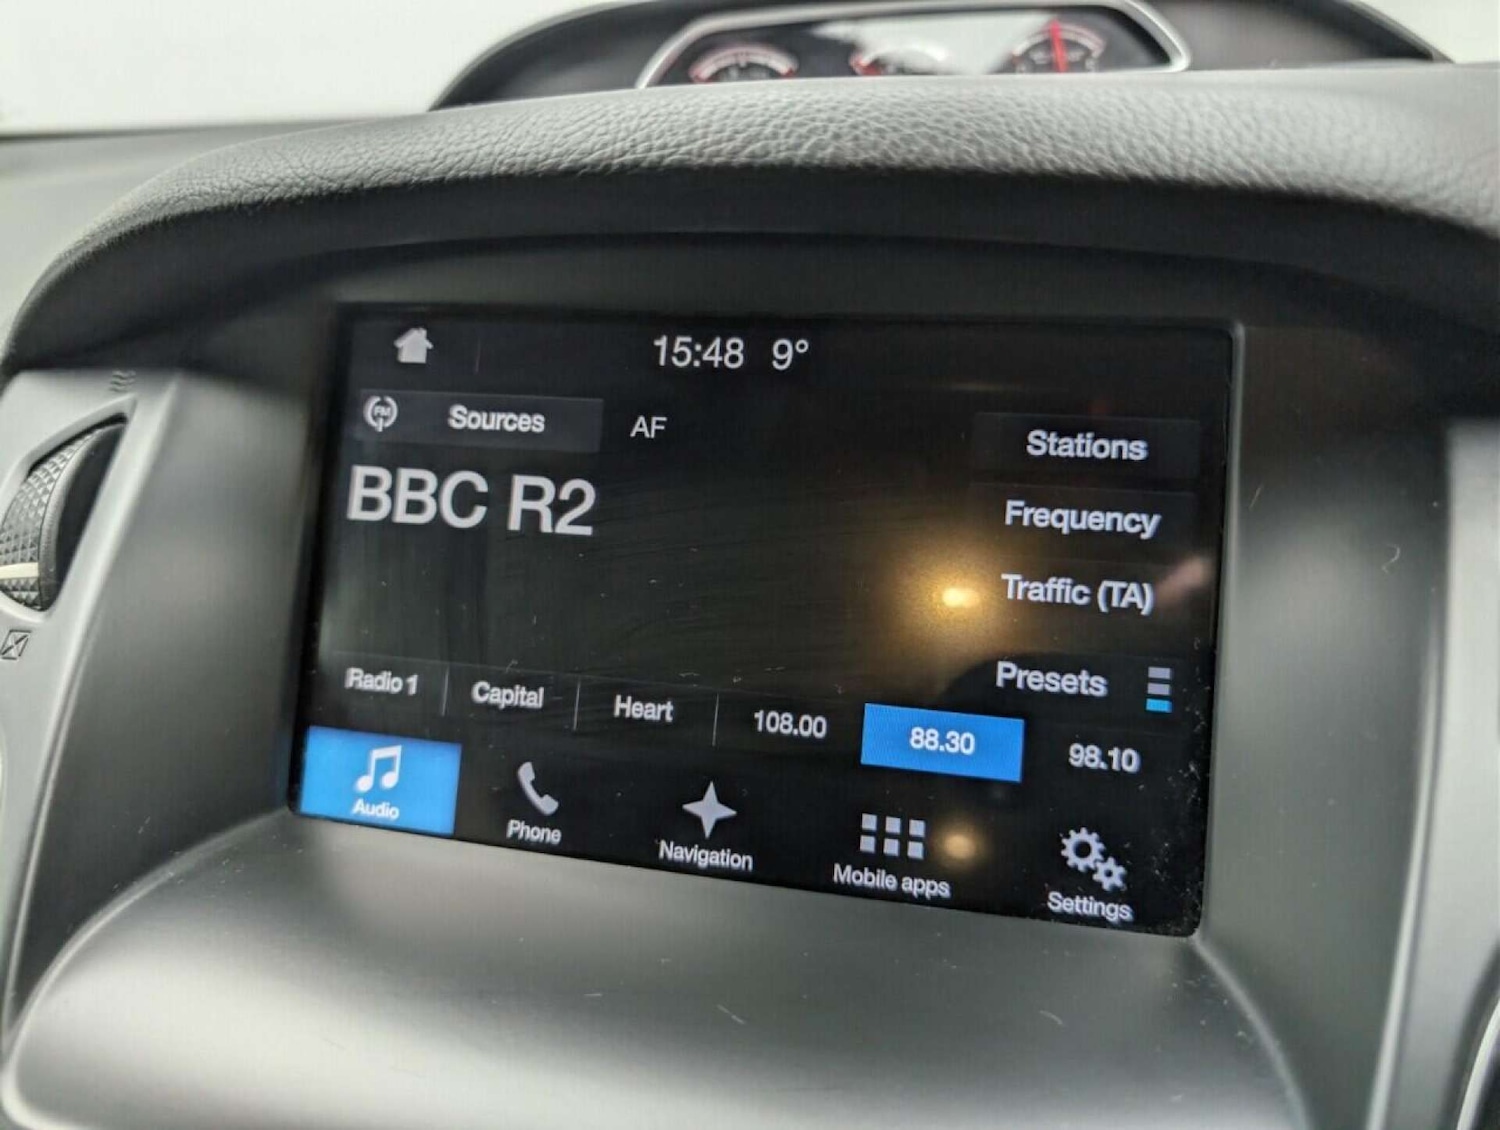 15:48 9°
FM Sources AF
Stations
BBC R2
Frequency
Traffic (TA)
Presets
Radio 1 Capital Heart 108.00 88.30 98.10
Audio Phone Navigation Mobile apps Settings